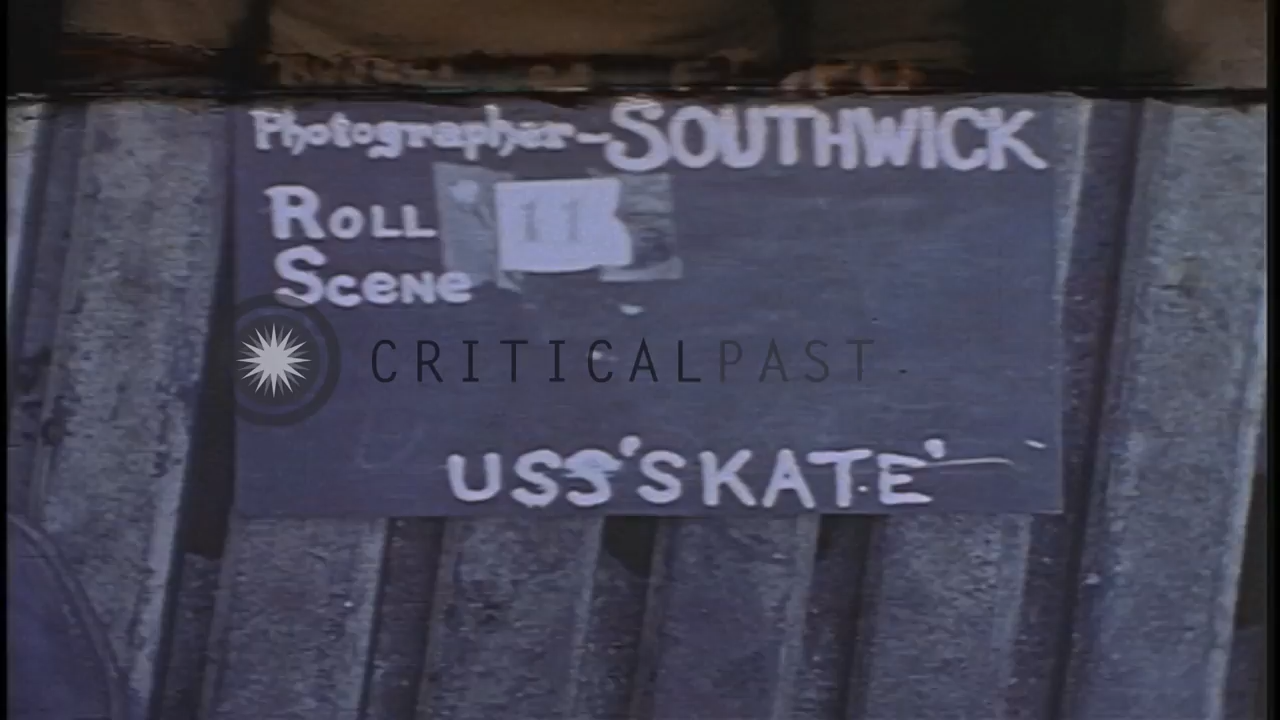 Photographer-SOUTHWICK
ROLL 11
SCENE
CRITICALPAST
USS 'SKATE'